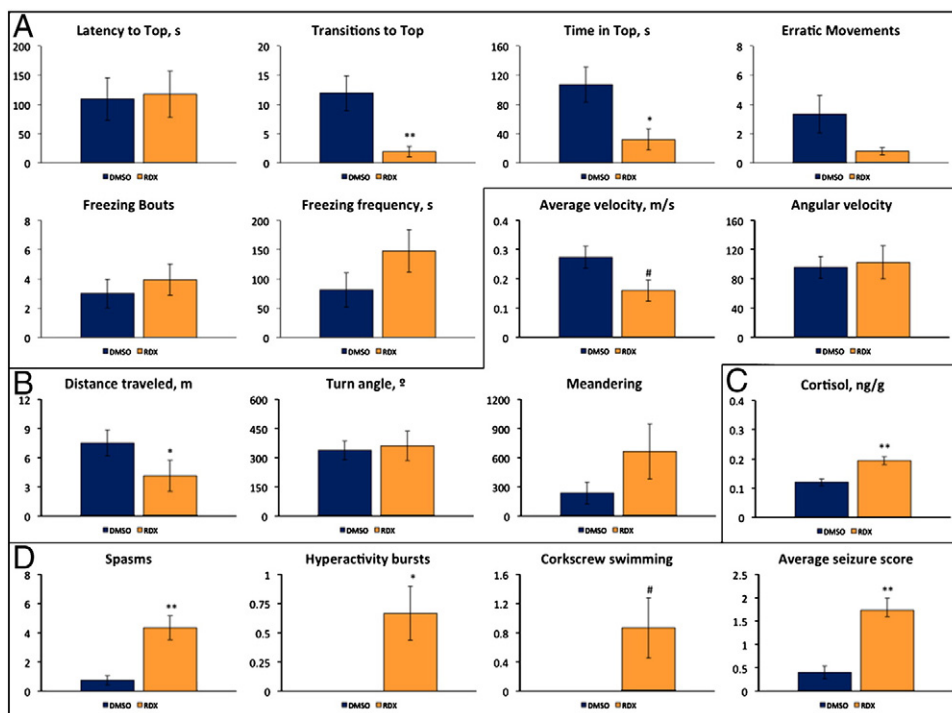 A
Latency to Top, s
200
150
100
50
0
DMSO RDX
Transitions to Top
20
15
10
5
0
**
DMSO RDX
Time in Top, s
160
120
80
40
0
*
DMSO RDX
Erratic Movements
8
6
4
2
0
DMSO RDX
Freezing Bouts
8
6
4
2
0
DMSO RDX
Freezing frequency, s
200
150
100
50
0
DMSO RDX
Average velocity, m/s
0.4
0.3
0.2
0.1
0
#
DMSO RDX
Angular velocity
160
120
80
40
0
DMSO RDX
B
Distance traveled, m
12
9
6
3
0
*
DMSO RDX
Turn angle, º
600
450
300
150
0
DMSO RDX
Meandering
1200
900
600
300
0
DMSO RDX
C
Cortisol, ng/g
0.4
0.3
0.2
0.1
0
**
DMSO RDX
D
Spasms
8
6
4
2
0
**
DMSO RDX
Hyperactivity bursts
1
0.75
0.5
0.25
0
*
DMSO RDX
Corkscrew swimming
1.6
1.2
0.8
0.4
0
#
DMSO RDX
Average seizure score
2.5
2
1.5
1
0.5
0
**
DMSO RDX